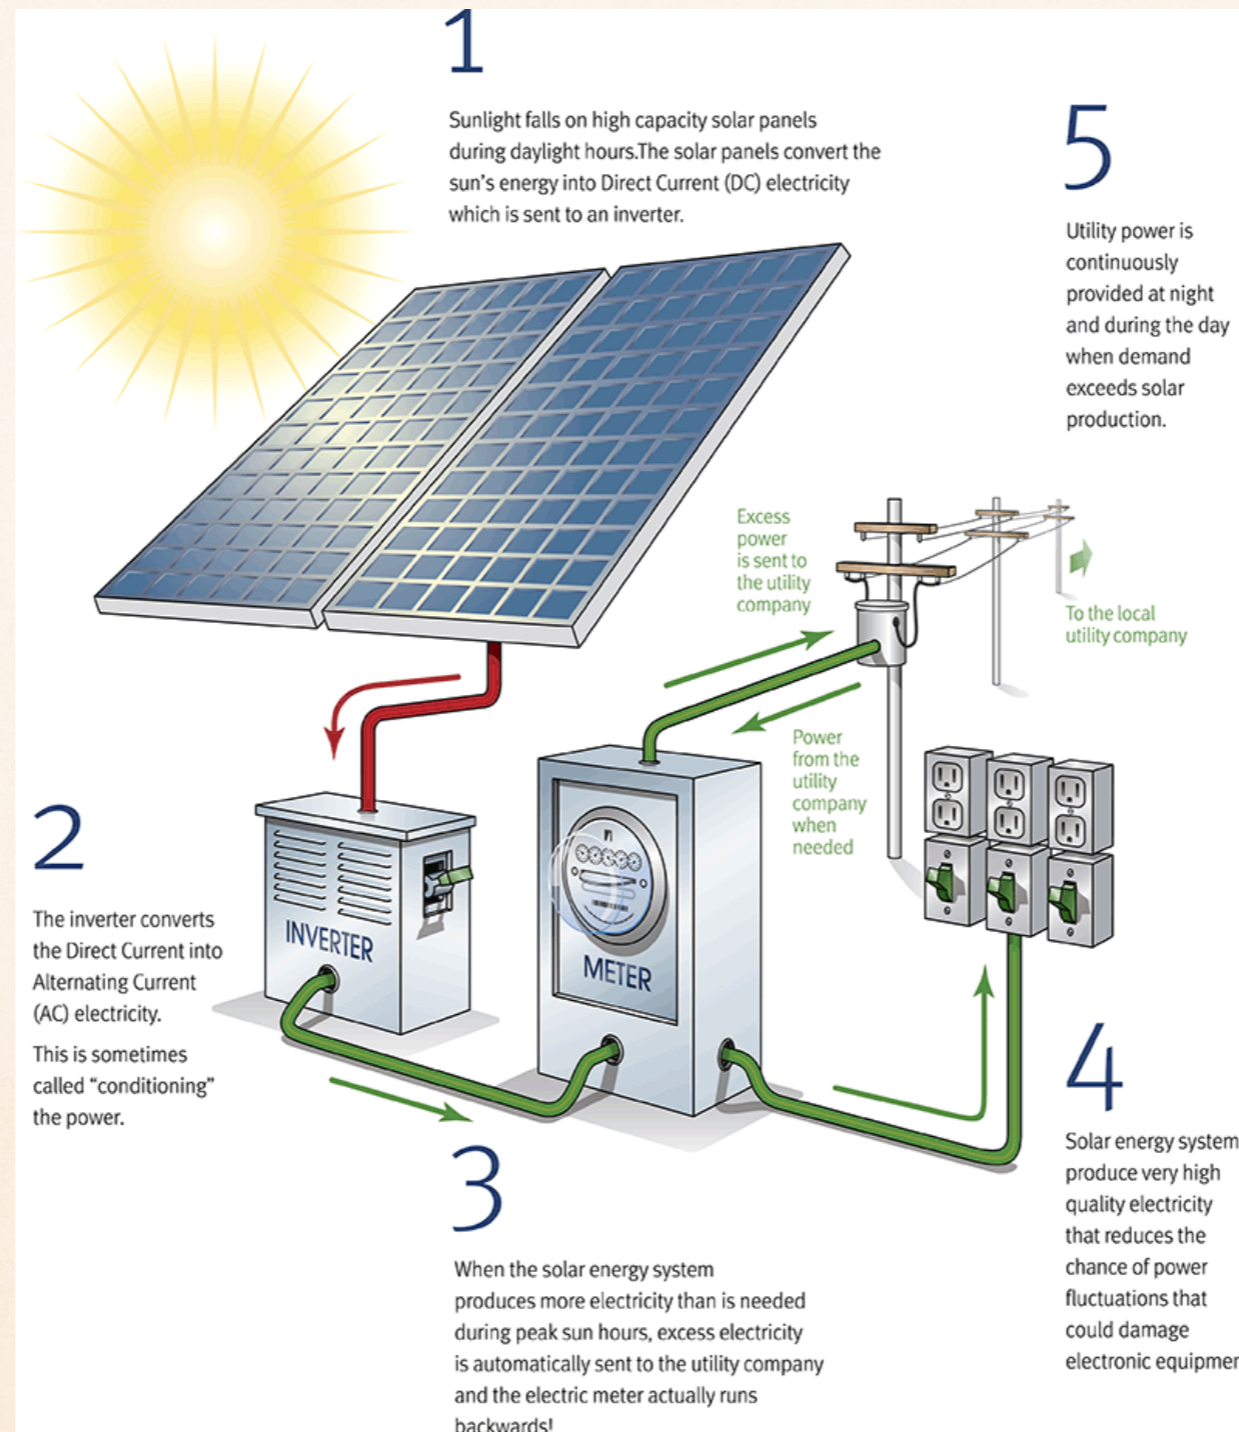 1
Sunlight falls on high capacity solar panels
during daylight hours.The solar panels convert the
sun's energy into Direct Current (DC) electricity
which is sent to an inverter.
5
Utility power is
continuously
provided at night
and during the day
when demand
exceeds solar
production.
Excess
power
is sent to
the utility
company
To the local
utility company
Power
from the
utility
company
when
needed
2
The inverter converts
the Direct Current into
Alternating Current
(AC) electricity.
This is sometimes
called “conditioning”
the power.
INVERTER
METER
3
When the solar energy system
produces more electricity than is needed
during peak sun hours, excess electricity
is automatically sent to the utility company
and the electric meter actually runs
backwards!
4
Solar energy system
produce very high
quality electricity
that reduces the
chance of power
fluctuations that
could damage
electronic equipmer